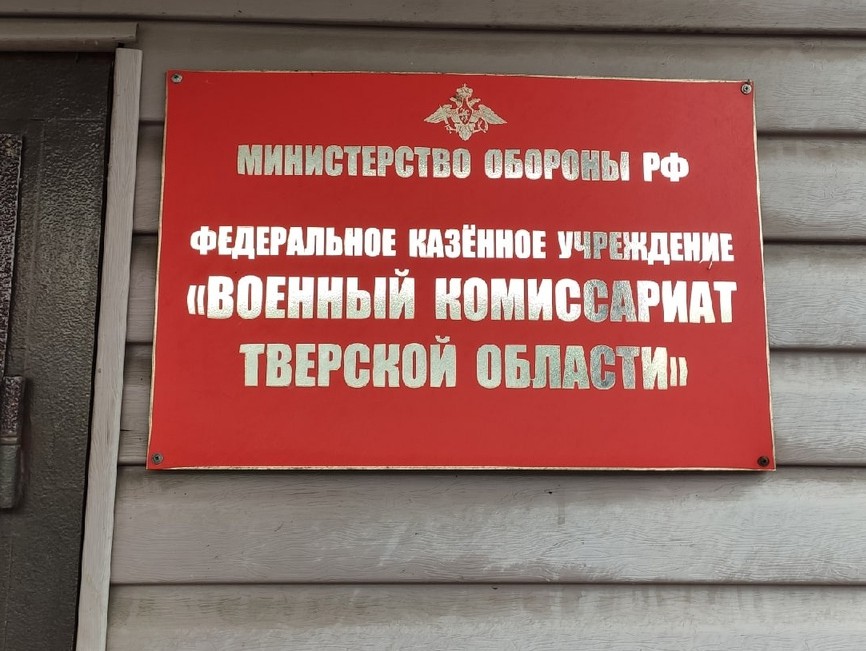 МИНИСТЕРСТВО ОБОРОНЫ РФ
ФЕДЕРАЛЬНОЕ КАЗЁННОЕ УЧРЕЖДЕНИЕ
«ВОЕННЫЙ КОМИССАРИАТ
ТВЕРСКОЙ ОБЛАСТИ»